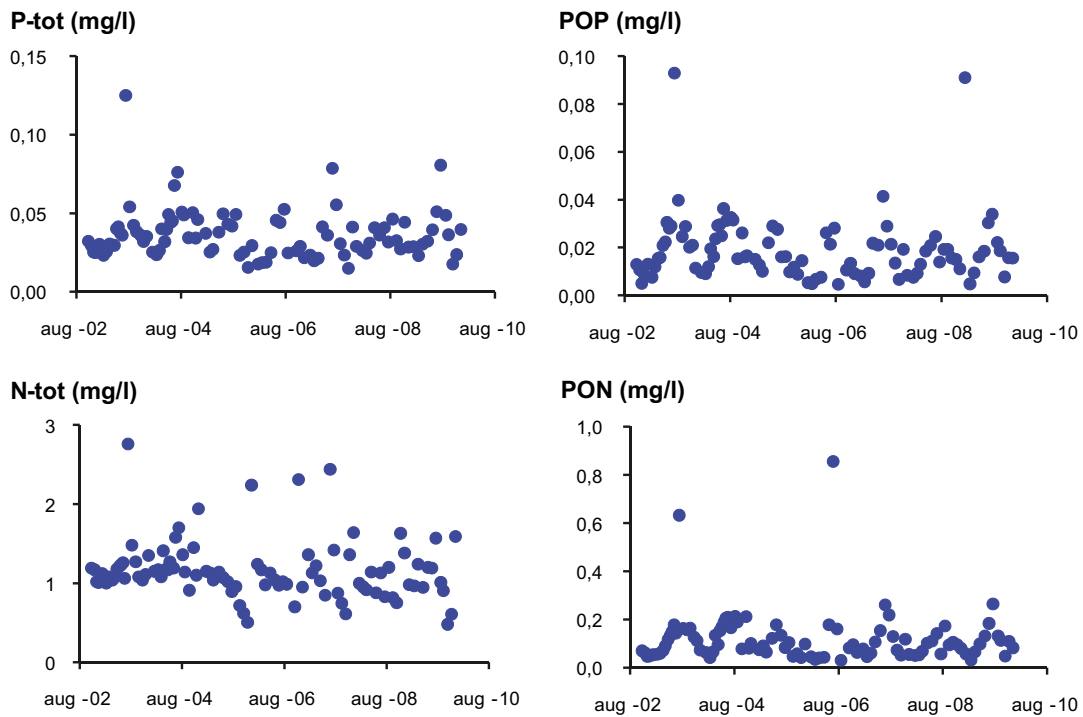 P-tot (mg/l)
0,15
0,10
0,05
0,00
aug -02 aug -04 aug -06 aug -08 aug -10
POP (mg/l)
0,10
0,08
0,06
0,04
0,02
0,00
aug -02 aug -04 aug -06 aug -08 aug -10
N-tot (mg/l)
3
2
1
0
aug -02 aug -04 aug -06 aug -08 aug -10
PON (mg/l)
1,0
0,8
0,6
0,4
0,2
0,0
aug -02 aug -04 aug -06 aug -08 aug -10